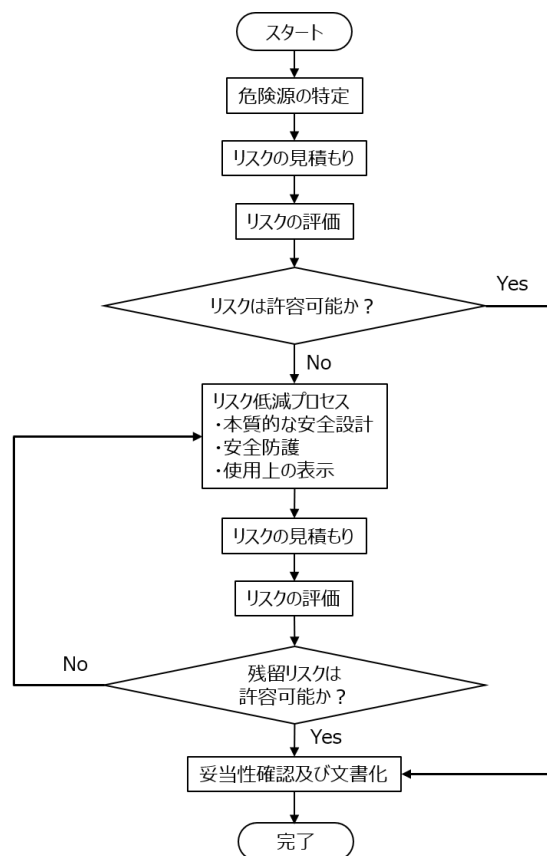 スタート
危険源の特定
リスクの見積もり
リスクの評価
リスクは許容可能か？
Yes
No
リスク低減プロセス
・本質的な安全設計
・安全防護
・使用上の表示
リスクの見積もり
リスクの評価
残留リスクは
許容可能か？
No
Yes
妥当性確認及び文書化
完了